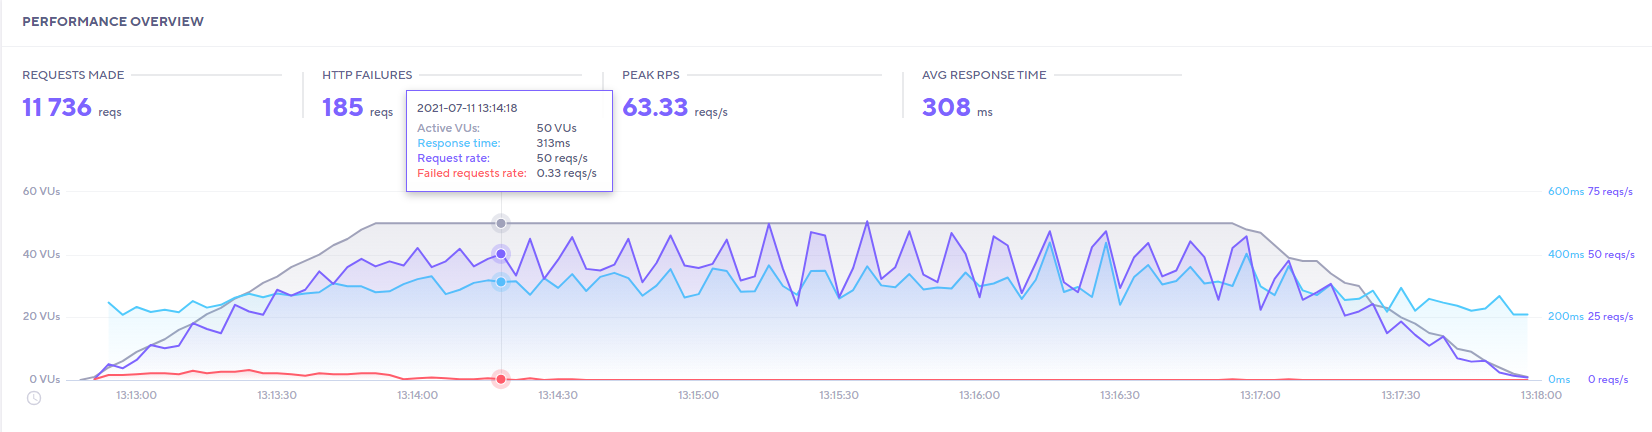 PERFORMANCE OVERVIEW
REQUESTS MADE
11 736 reqs
HTTP FAILURES
185 reqs
PEAK RPS
63.33 reqs/s
AVG RESPONSE TIME
308 ms
2021-07-11 13:14:18
Active VUs: 50 VUs
Response time: 313ms
Request rate: 50 reqs/s
Failed requests rate: 0.33 reqs/s
60 VUs
40 VUs
20 VUs
0 VUs
600ms 75 reqs/s
400ms 50 reqs/s
200ms 25 reqs/s
0ms 0 reqs/s
13:13:00 13:13:30 13:14:00 13:14:30 13:15:00 13:15:30 13:16:00 13:16:30 13:17:00 13:17:30 13:18:00